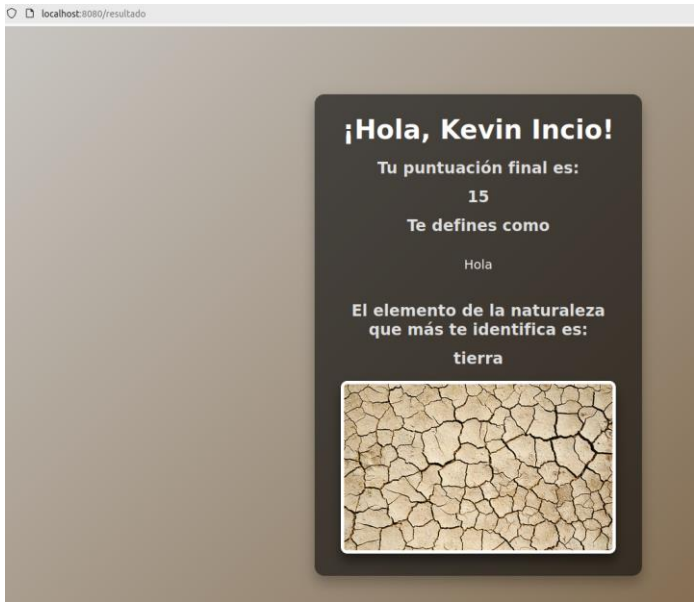 localhost:8080/resultado
¡Hola, Kevin Incio!
Tu puntuación final es:
15
Te defines como
Hola
El elemento de la naturaleza
que más te identifica es:
tierra